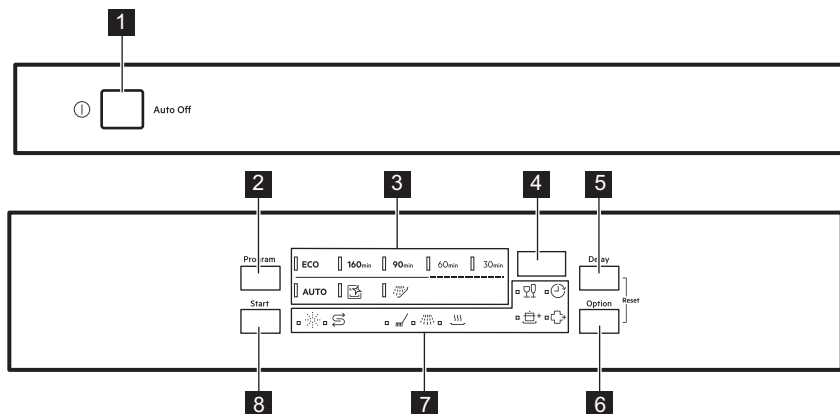 1
Auto Off
2
3
4
5
Program
ECO 160min 90min 60min 30min
Delay
AUTO
Start
Option
Reset
8
7
6